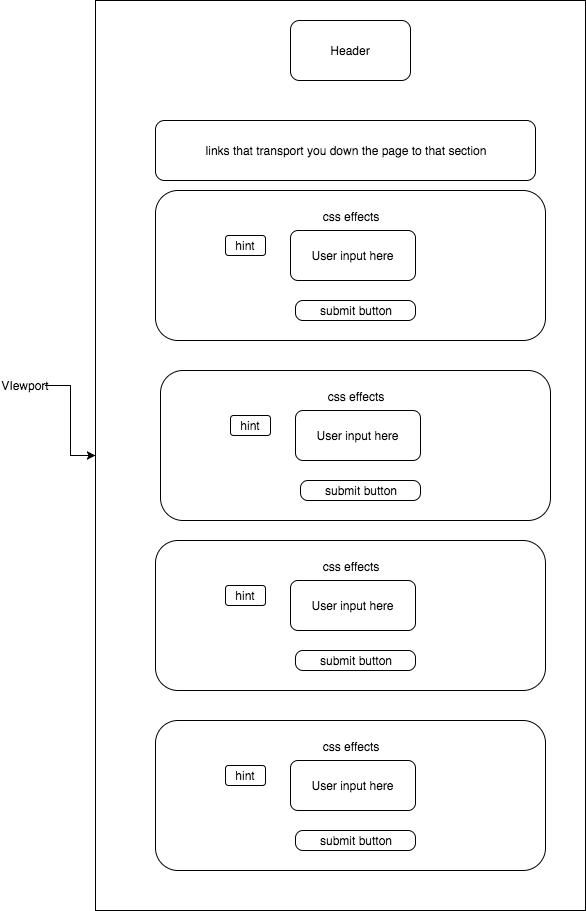 Header
links that transport you down the page to that section
css effects
hint
User input here
submit button
VIewport
css effects
hint
User input here
submit button
css effects
hint
User input here
submit button
css effects
hint
User input here
submit button